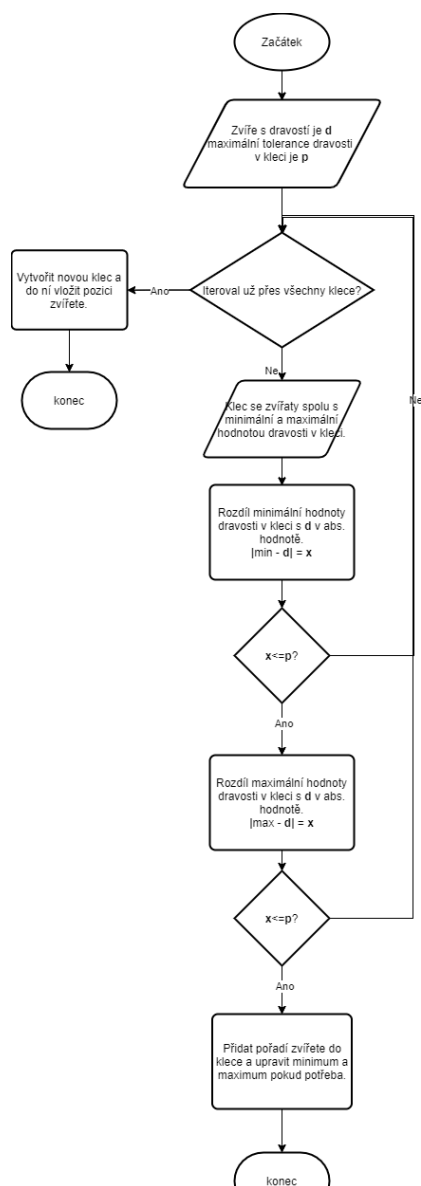 Začátek
Zvíře s dravostí je d
maximální tolerance dravosti
v kleci je p
Iteroval už přes všechny klece?
Ano
Vytvořit novou klec a
do ní vložit pozici
zvířete.
konec
Ne
Klec se zvířaty spolu s
minimální a maximální
hodnotou dravosti v kleci.
Ne
Rozdíl minimální hodnoty
dravosti v kleci s d v abs.
hodnotě.
|min - d| = x
x<=p?
Ano
Rozdíl maximální hodnoty
dravosti v kleci s d v abs.
hodnotě.
|max - d| = x
x<=p?
Ano
Přidat pořadí zvířete do
klece a upravit minimum a
maximum pokud potřeba.
konec